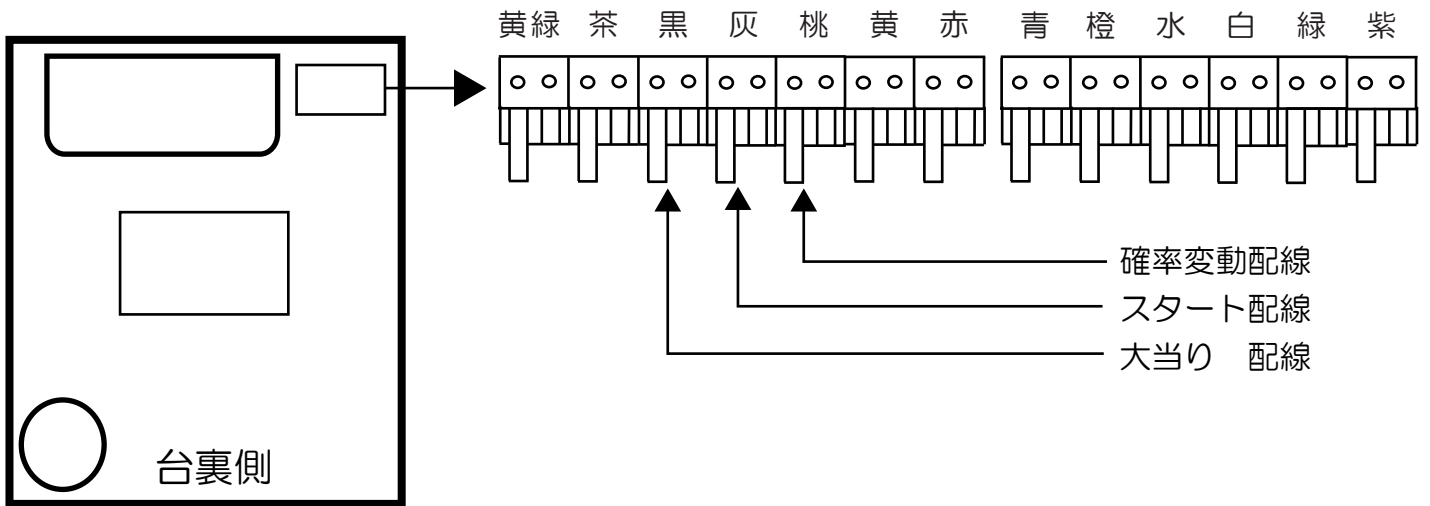 黄緑 茶 黒 灰 桃 黄 赤 青 橙 水 白 緑 紫
確率変動配線
スタート配線
大当り　配線
台裏側